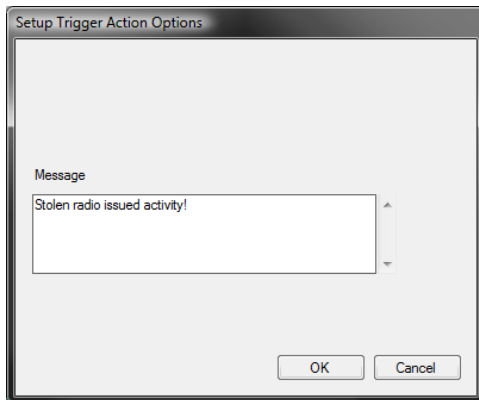 Setup Trigger Action Options
Message
Stolen radio issued activity!
OK
Cancel